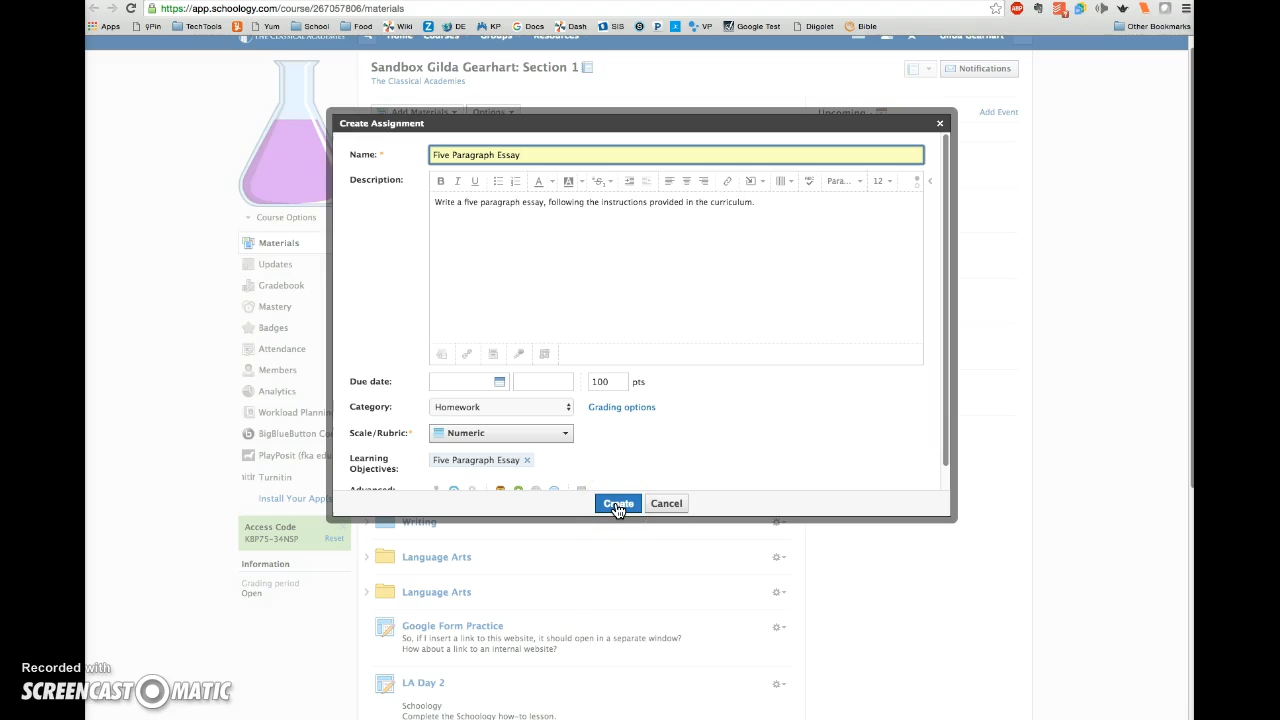 https://app.schoology.com/course/267057806/materials
Apps 9Pin TechTools Yum School Food Wiki DE KP Docs Dash SIS VP Google Test Diigolet Bible Other Bookmarks
THE CLASSICAL ACADEMIES Home Courses Groups Resources Gilda Gearhart
Sandbox Gilda Gearhart: Section 1
The Classical Academies
Notifications
Add Materials Options
Upcoming Add Event
Create Assignment
Name: *
Five Paragraph Essay
Description:
B I U A A S Para... 12
Write a five paragraph essay, following the instructions provided in the curriculum.
Due date:
100 pts
Category:
Homework
Grading options
Scale/Rubric:*
Numeric
Learning
Objectives:
Five Paragraph Essay
Advanced:
Create
Cancel
Course Options
Materials
Updates
Gradebook
Mastery
Badges
Attendance
Members
Analytics
Workload Plannin
BigBlueButton Co
PlayPosit (fka edu
turnitin Turnitin
Install Your App
Access Code
KBP75-34NSP Reset
Information
Grading period
Open
Writing
Language Arts
Language Arts
Google Form Practice
So, if I insert a link to this website, it should open in a separate window?
How about a link to an internal website?
LA Day 2
Schoology
Complete the Schoology how-to lesson.
Recorded with
SCREENCAST O MATIC